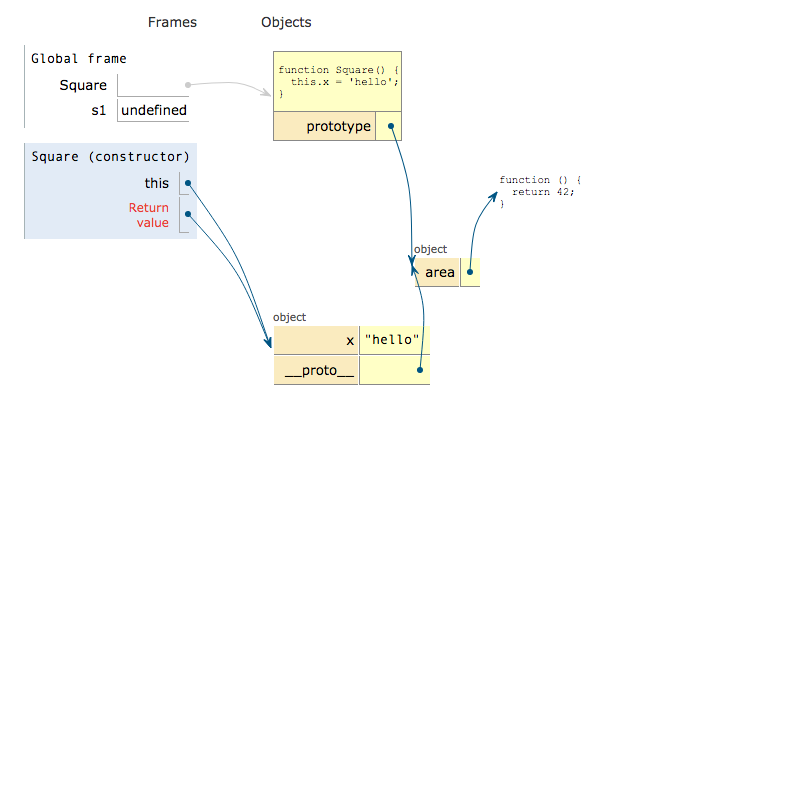 Frames Objects
Global frame
Square
s1 undefined
function Square() {
this.x = 'hello';
}
prototype
Square (constructor)
this
Return
value
function () {
return 42;
}
object
area
object
x "hello"
__proto__